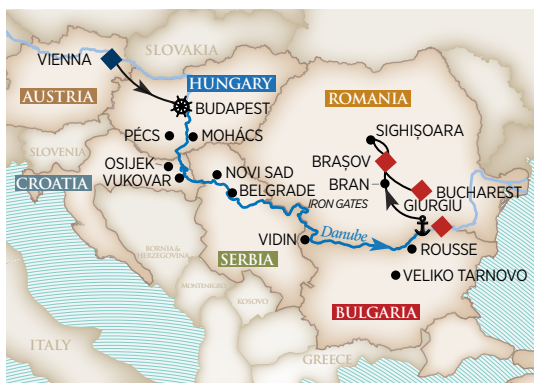 SLOVAKIA
VIENNA
HUNGARY
AUSTRIA
BUDAPEST
ROMANIA
SIGHIȘOARA
PÉCS
MOHÁCS
SLOVENIA
OSIJEK
BRAȘOV
NOVI SAD
VUKOVAR
CROATIA
BRAN
BUCHAREST
BELGRADE
IRON GATES
GIURGIU
Danube
VIDIN
ROUSSE
BOSNIA &
HERZEGOVINA
SERBIA
VELIKO TARNOVO
MONTENEGRO
KOSOVO
BULGARIA
ITALY
GREECE